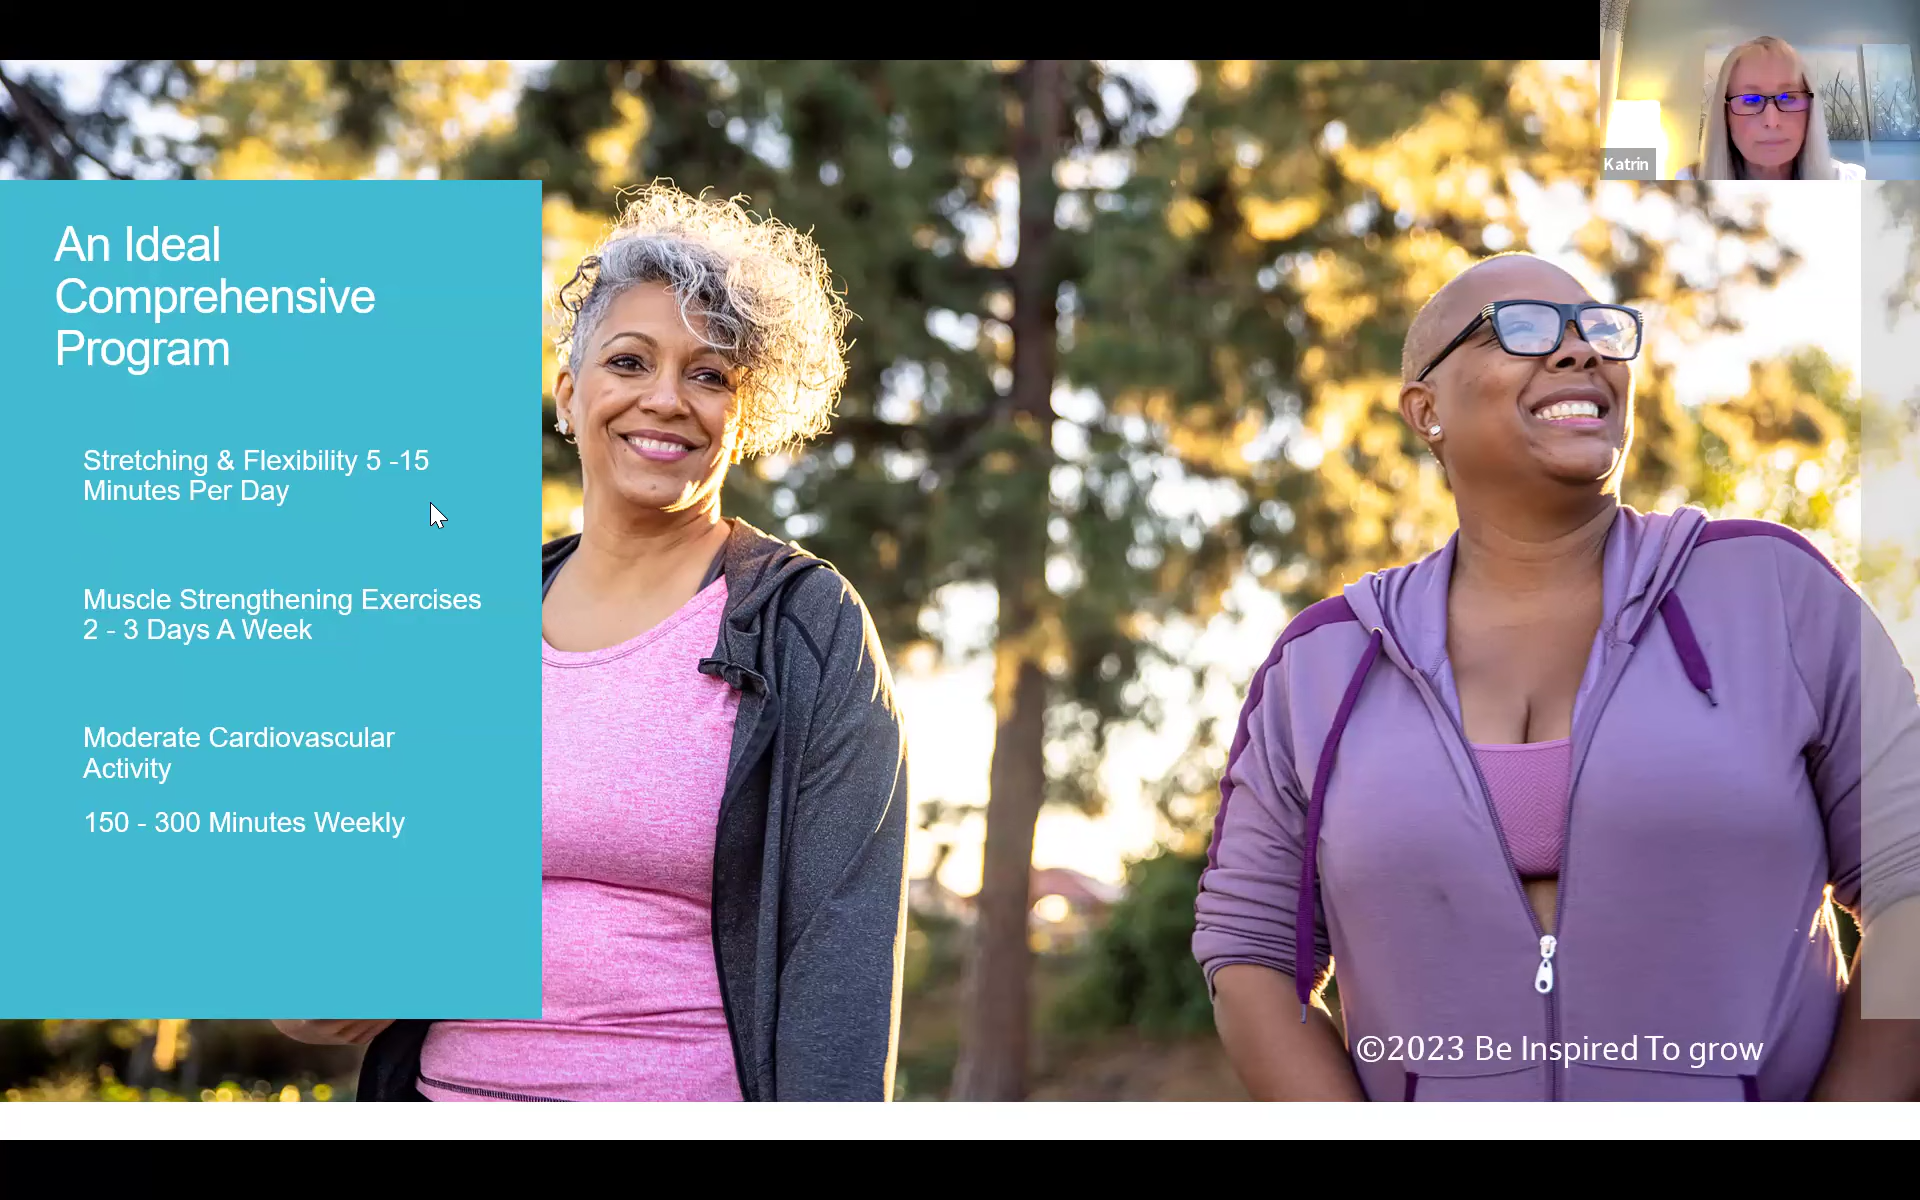 Katrin
An Ideal
Comprehensive
Program
Stretching & Flexibility 5 -15
Minutes Per Day
Muscle Strengthening Exercises
2 - 3 Days A Week
Moderate Cardiovascular
Activity
150 - 300 Minutes Weekly
©2023 Be Inspired To grow